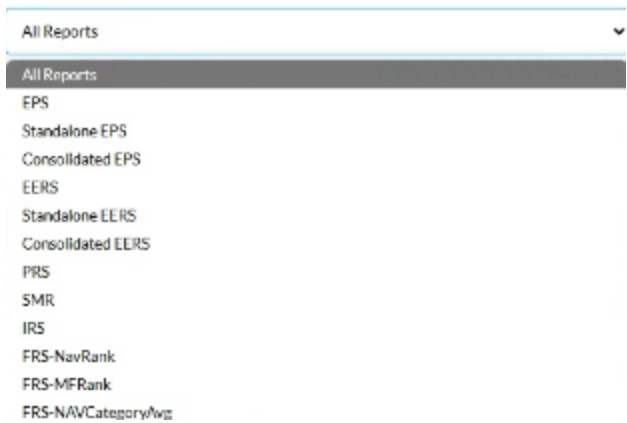 All Reports
All Reports
EPS
Standalone EPS
Consolidated EPS
EERS
Standalone EERS
Consolidated EERS
PRS
SMR
IRS
FRS-NavRank
FRS-MFRank
FRS-NAVCategoryAvg